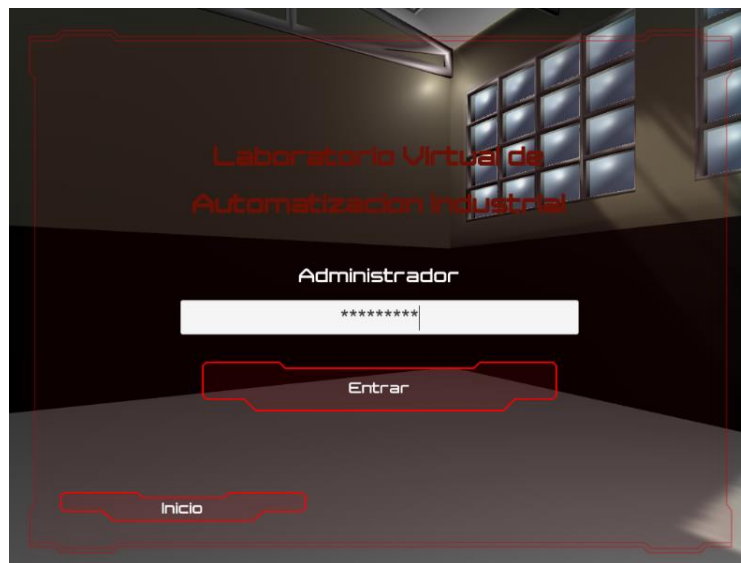 Laboratorio Virtual de
Automatizacion Industrial
Administrador
*********
Entrar
Inicio